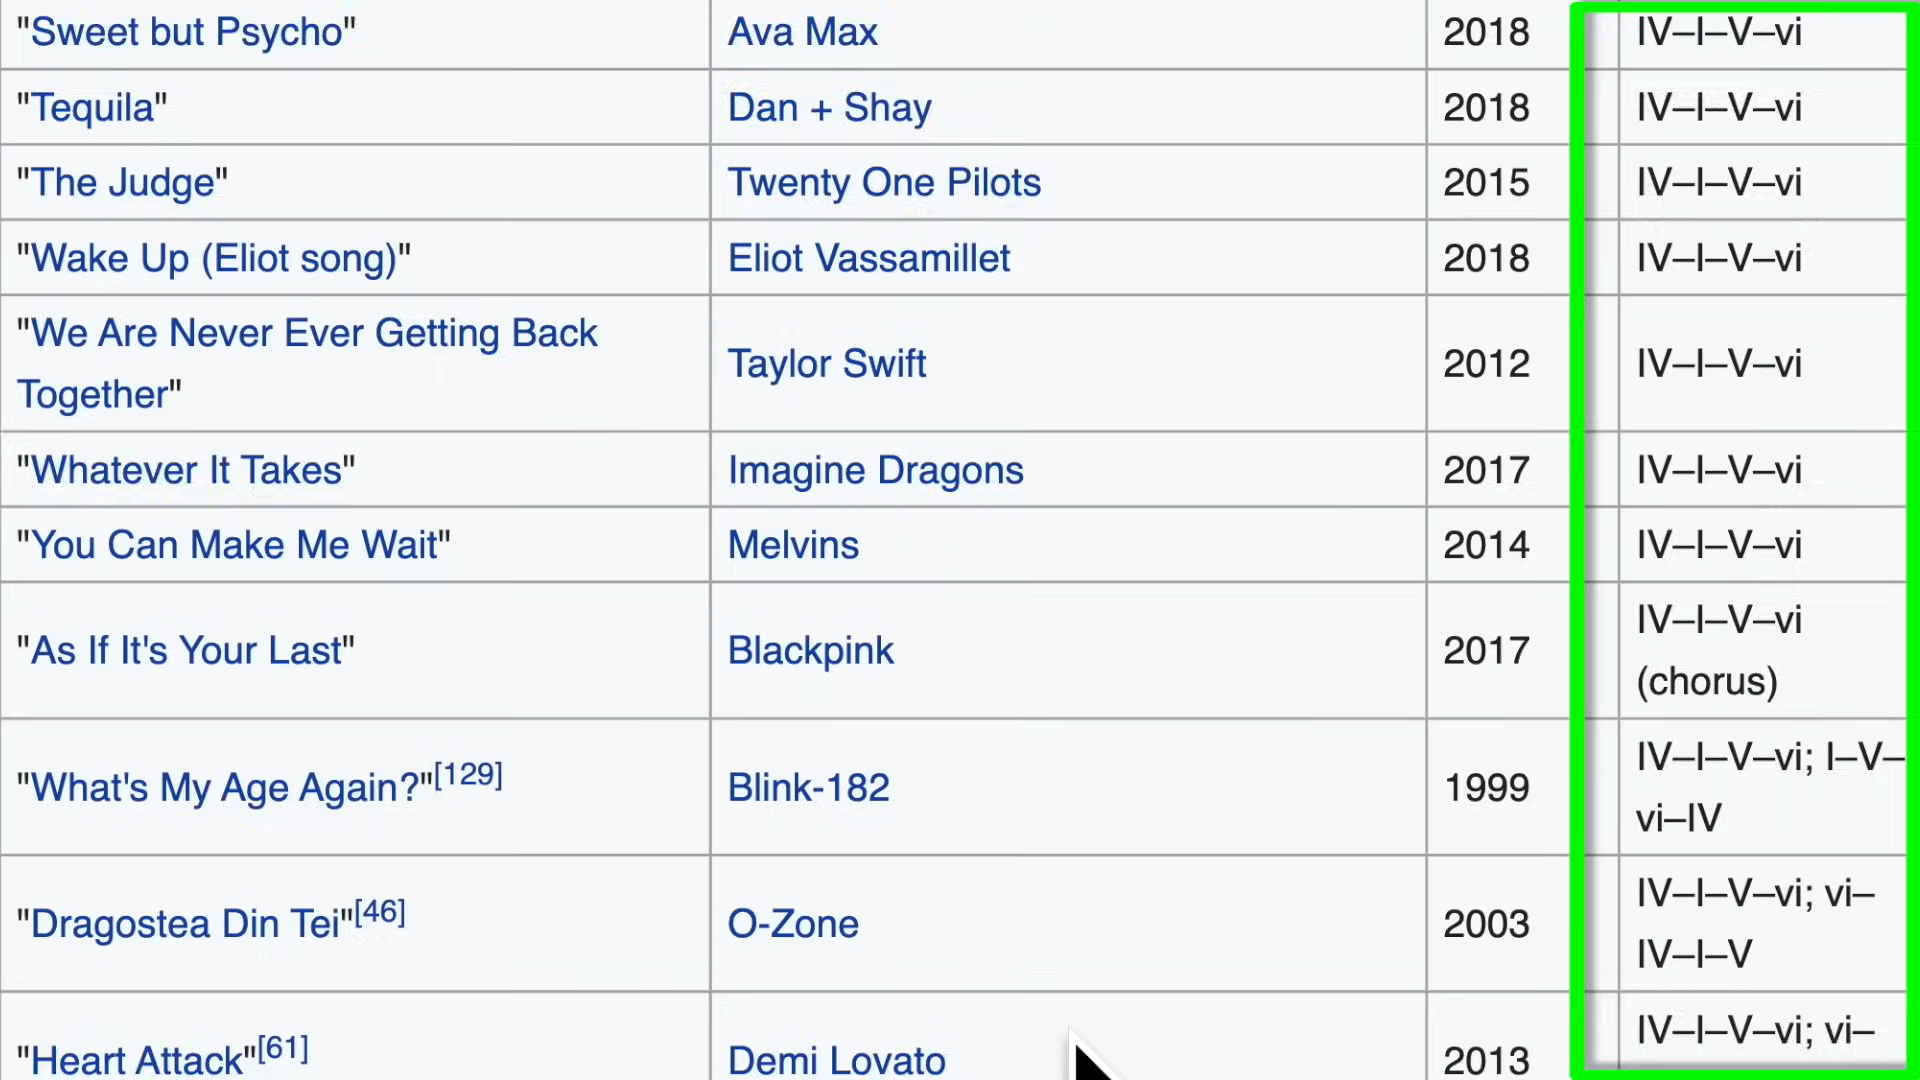 "Sweet but Psycho" Ava Max 2018 IV–I–V–vi
"Tequila" Dan + Shay 2018 IV–I–V–vi
"The Judge" Twenty One Pilots 2015 IV–I–V–vi
"Wake Up (Eliot song)" Eliot Vassamillet 2018 IV–I–V–vi
"We Are Never Ever Getting Back
Together" Taylor Swift 2012 IV–I–V–vi
"Whatever It Takes" Imagine Dragons 2017 IV–I–V–vi
"You Can Make Me Wait" Melvins 2014 IV–I–V–vi
"As If It's Your Last" Blackpink 2017 IV–I–V–vi
(chorus)
"What's My Age Again?"[129] Blink-182 1999 IV–I–V–vi; I–V–
vi–IV
"Dragostea Din Tei"[46] O-Zone 2003 IV–I–V–vi; vi–
IV–I–V
"Heart Attack"[61] Demi Lovato 2013 IV–I–V–vi; vi–